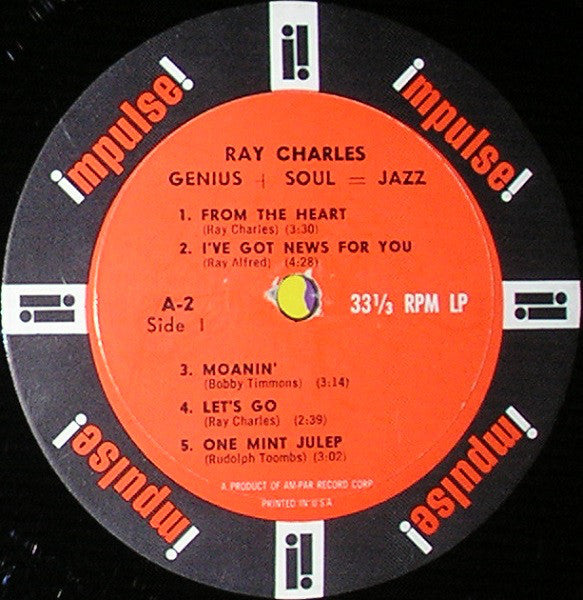 impulse!
impulse!
RAY CHARLES
GENIUS + SOUL = JAZZ
1. FROM THE HEART
(Ray Charles) (3:30)
2. I'VE GOT NEWS FOR YOU
(Ray Alfred) (4:28)
A-2
Side 1
33 1/3 RPM LP
3. MOANIN'
(Bobby Timmons) (3:14)
4. LET'S GO
(Ray Charles) (2:39)
5. ONE MINT JULEP
(Rudolph Toombs) (3:02)
A PRODUCT OF AM-PAR RECORD CORP.
PRINTED IN U.S.A.
impulse!
impulse!